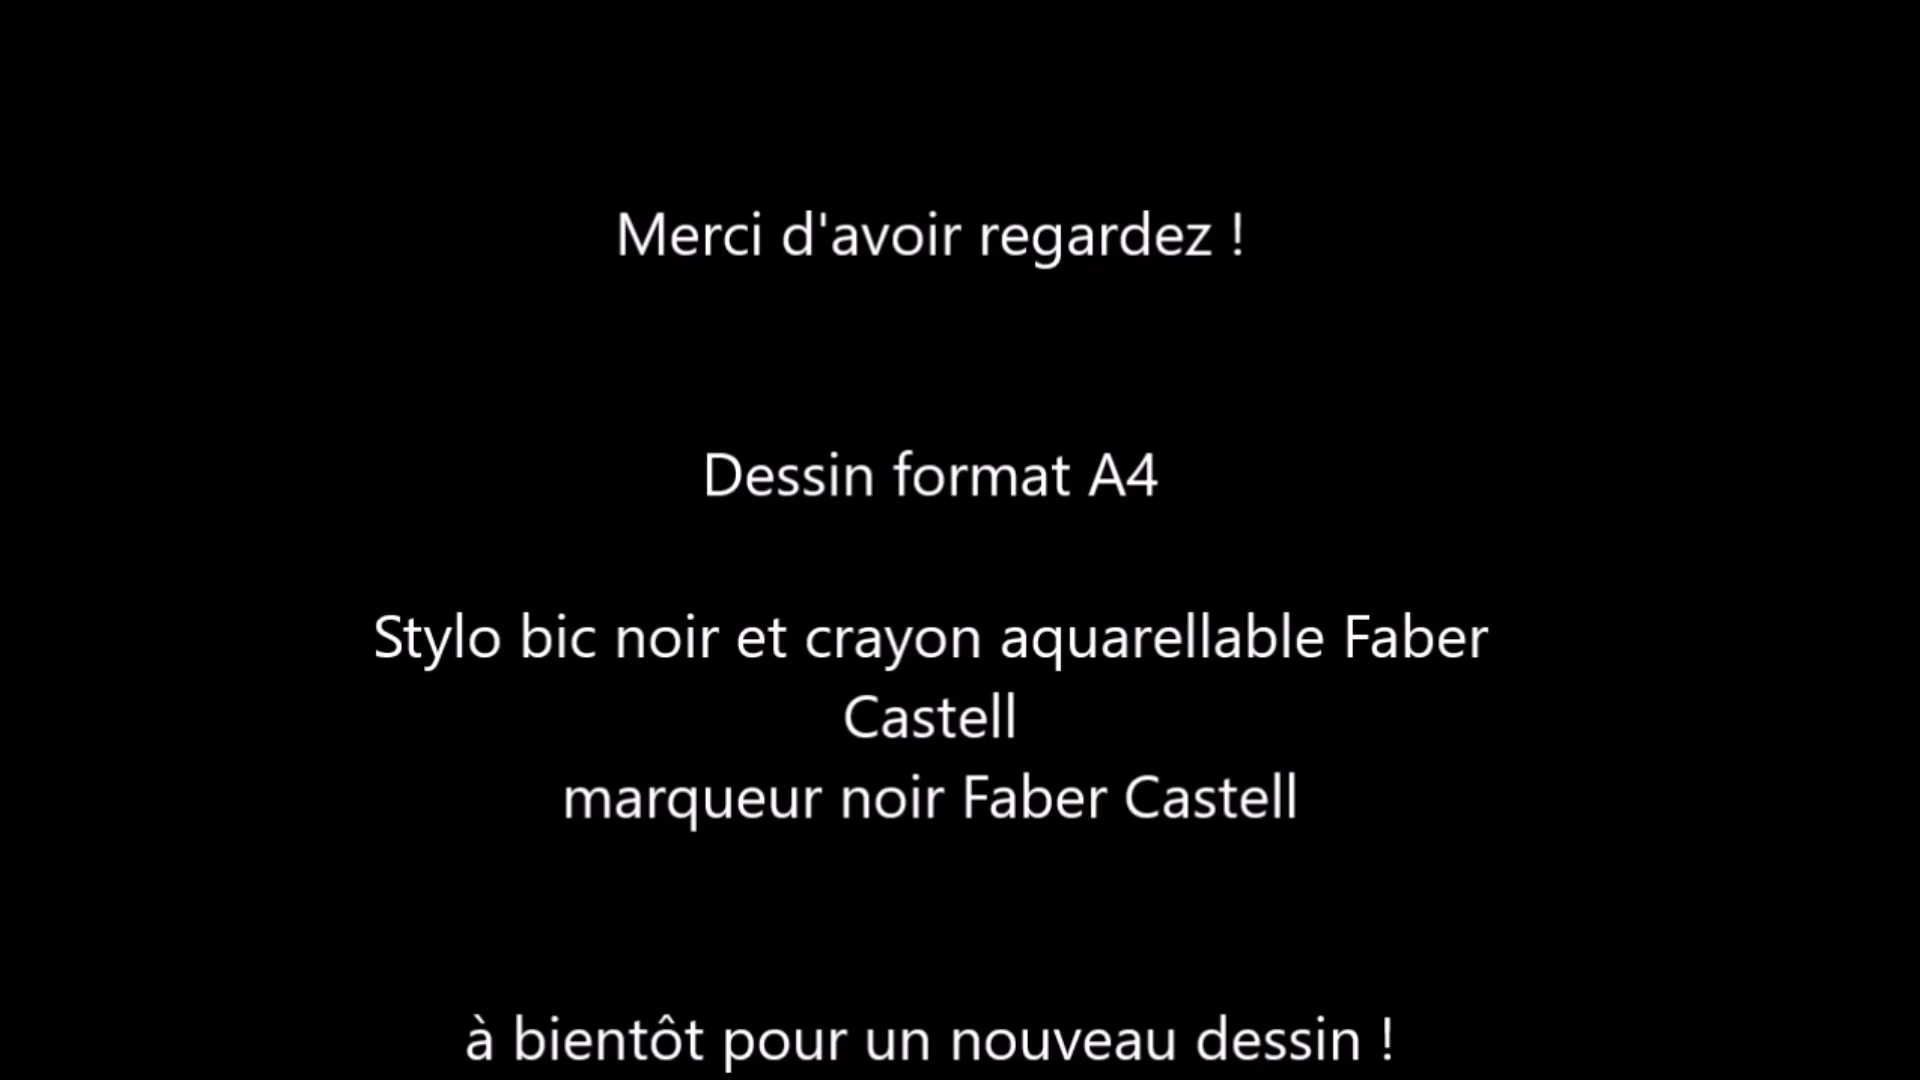 Merci d'avoir regardez !
Dessin format A4
Stylo bic noir et crayon aquarellable Faber
Castell
marqueur noir Faber Castell
à bientôt pour un nouveau dessin !